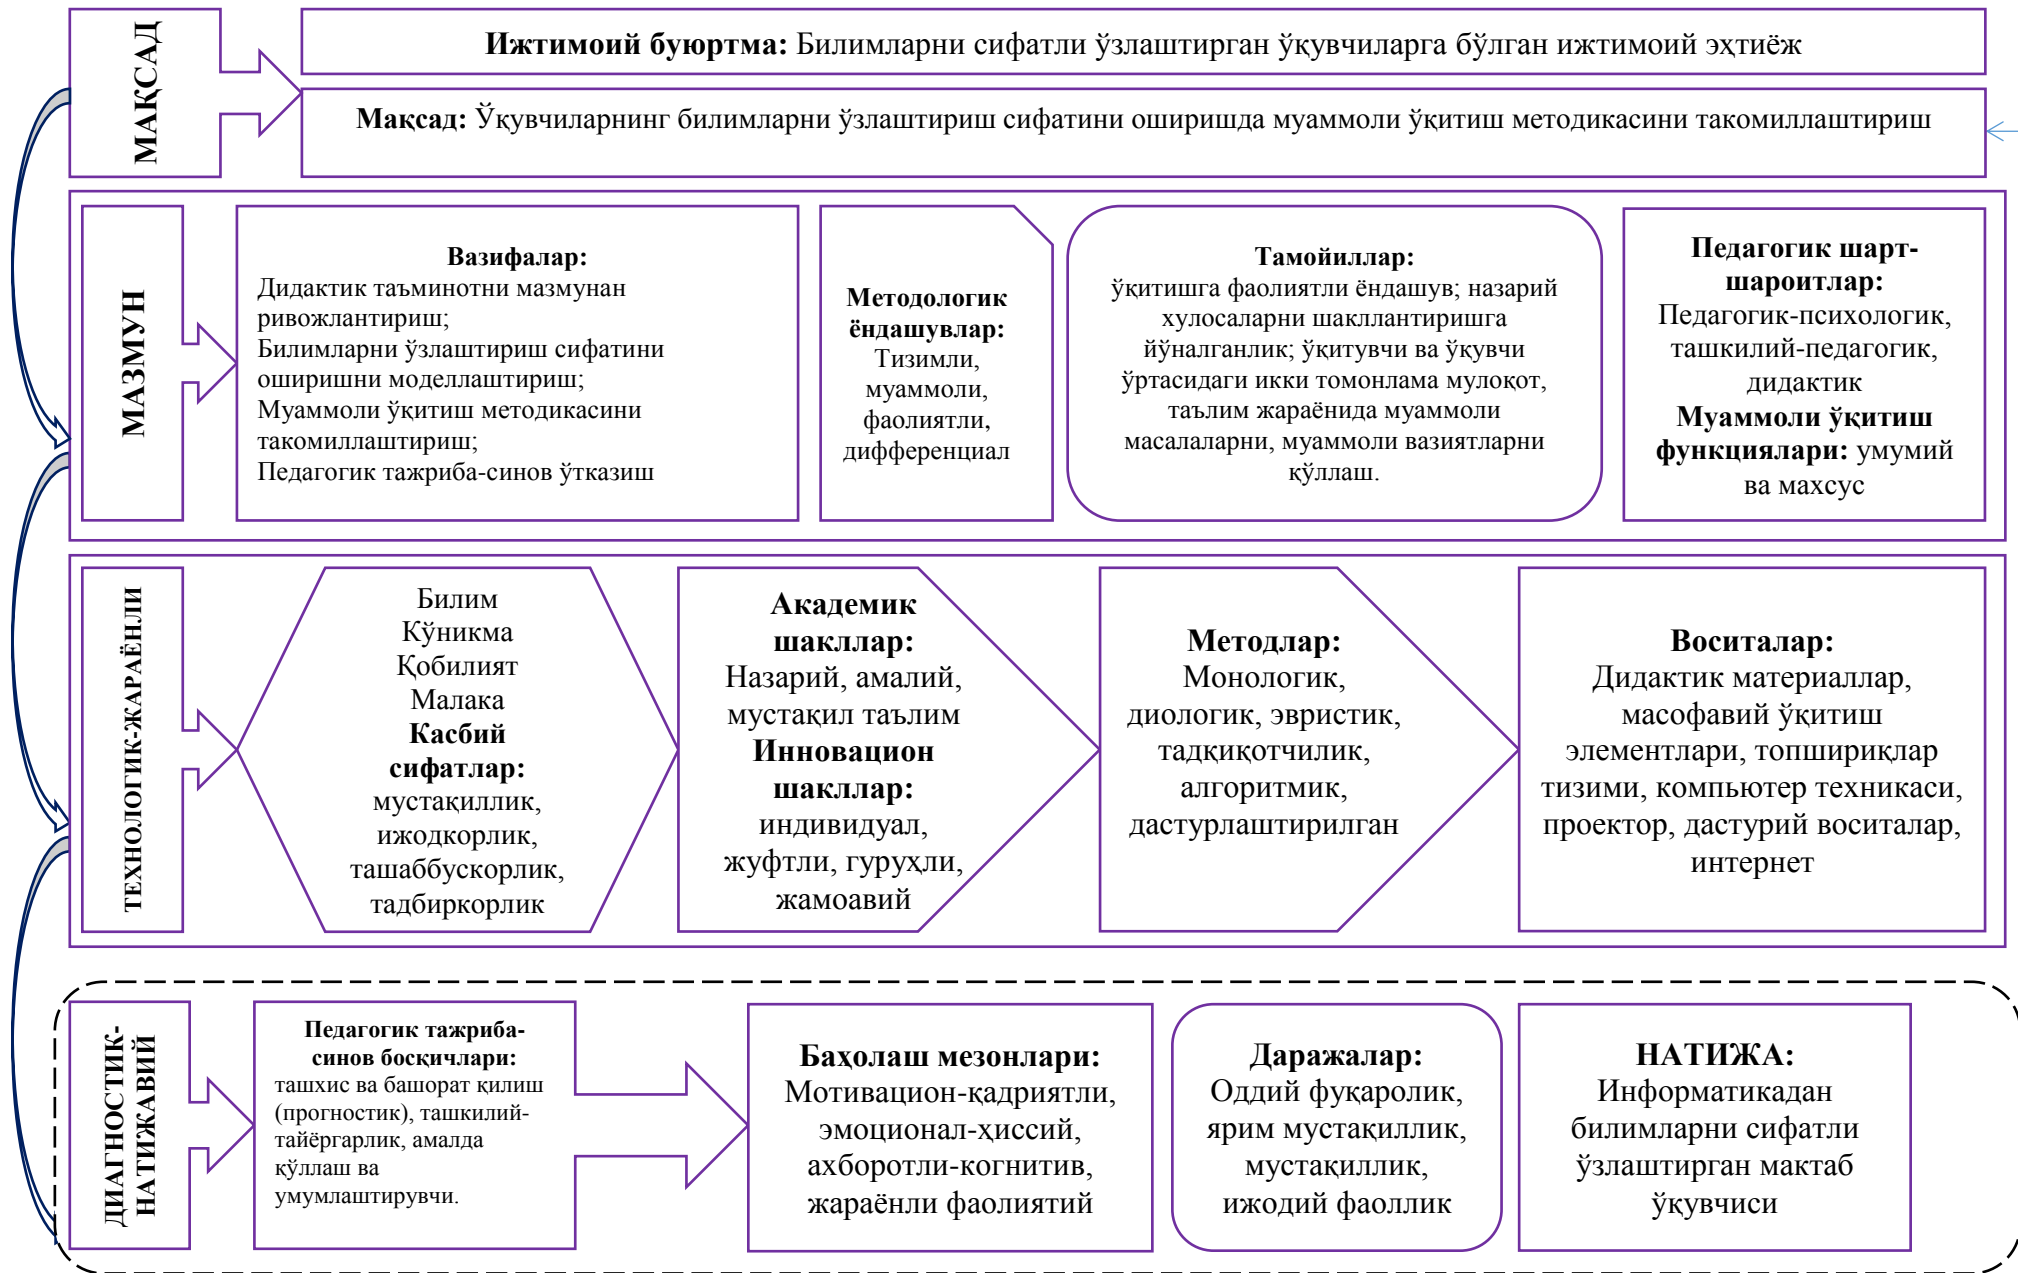 МАҚСАД
Ижтимоий буюртма: Билимларни сифатли ўзлаштирган ўқувчиларга бўлган ижтимоий эҳтиёж
Мақсад: Ўқувчиларнинг билимларни ўзлаштириш сифатини оширишда муаммоли ўқитиш методикасини такомиллаштириш
МАЗМУН
Вазифалар:
Дидактик таъминотни мазмунан
ривожлантириш;
Билимларни ўзлаштириш сифатини
оширишни моделлаштириш;
Муаммоли ўқитиш методикасини
такомиллаштириш;
Педагогик тажриба-синов ўтказиш
Методологик
ёндашувлар:
Тизимли,
муаммоли,
фаолиятли,
дифференциал
Тамойиллар:
ўқитишга фаолиятли ёндашув; назарий
хулосаларни шакллантиришга
йўналганлик; ўқитувчи ва ўқувчи
ўртасидаги икки томонлама мулоқот,
таълим жараёнида муаммоли
масалаларни, муаммоли вазиятларни
қўллаш.
Педагогик шарт-
шароитлар:
Педагогик-психологик,
ташкилий-педагогик,
дидактик
Муаммоли ўқитиш
функциялари: умумий
ва махсус
ТЕХНОЛОГИК-ЖАРАЁНЛИ
Билим
Кўникма
Қобилият
Малака
Касбий
сифатлар:
мустақиллик,
ижодкорлик,
ташаббускорлик,
тадбиркорлик
Академик
шакллар:
Назарий, амалий,
мустақил таълим
Инновацион
шакллар:
индивидуал,
жуфтли, гуруҳли,
жамоавий
Методлар:
Монологик,
диологик, эвристик,
тадқиқотчилик,
алгоритмик,
дастурлаштирилган
Воситалар:
Дидактик материаллар,
масофавий ўқитиш
элементлари, топшириқлар
тизими, компьютер техникаси,
проектор, дастурий воситалар,
интернет
ДИАГНОСТИК-
НАТИЖАВИЙ
Педагогик тажриба-
синов босқичлари:
ташхис ва башорат қилиш
(прогностик), ташкилий-
тайёргарлик, амалда
қўллаш ва
умумлаштирувчи.
Баҳолаш мезонлари:
Мотивацион-қадриятли,
эмоционал-ҳиссий,
ахборотли-когнитив,
жараёнли фаолиятий
Даражалар:
Оддий фуқаролик,
ярим мустақиллик,
мустақиллик,
ижодий фаоллик
НАТИЖА:
Информатикадан
билимларни сифатли
ўзлаштирган мактаб
ўқувчиси